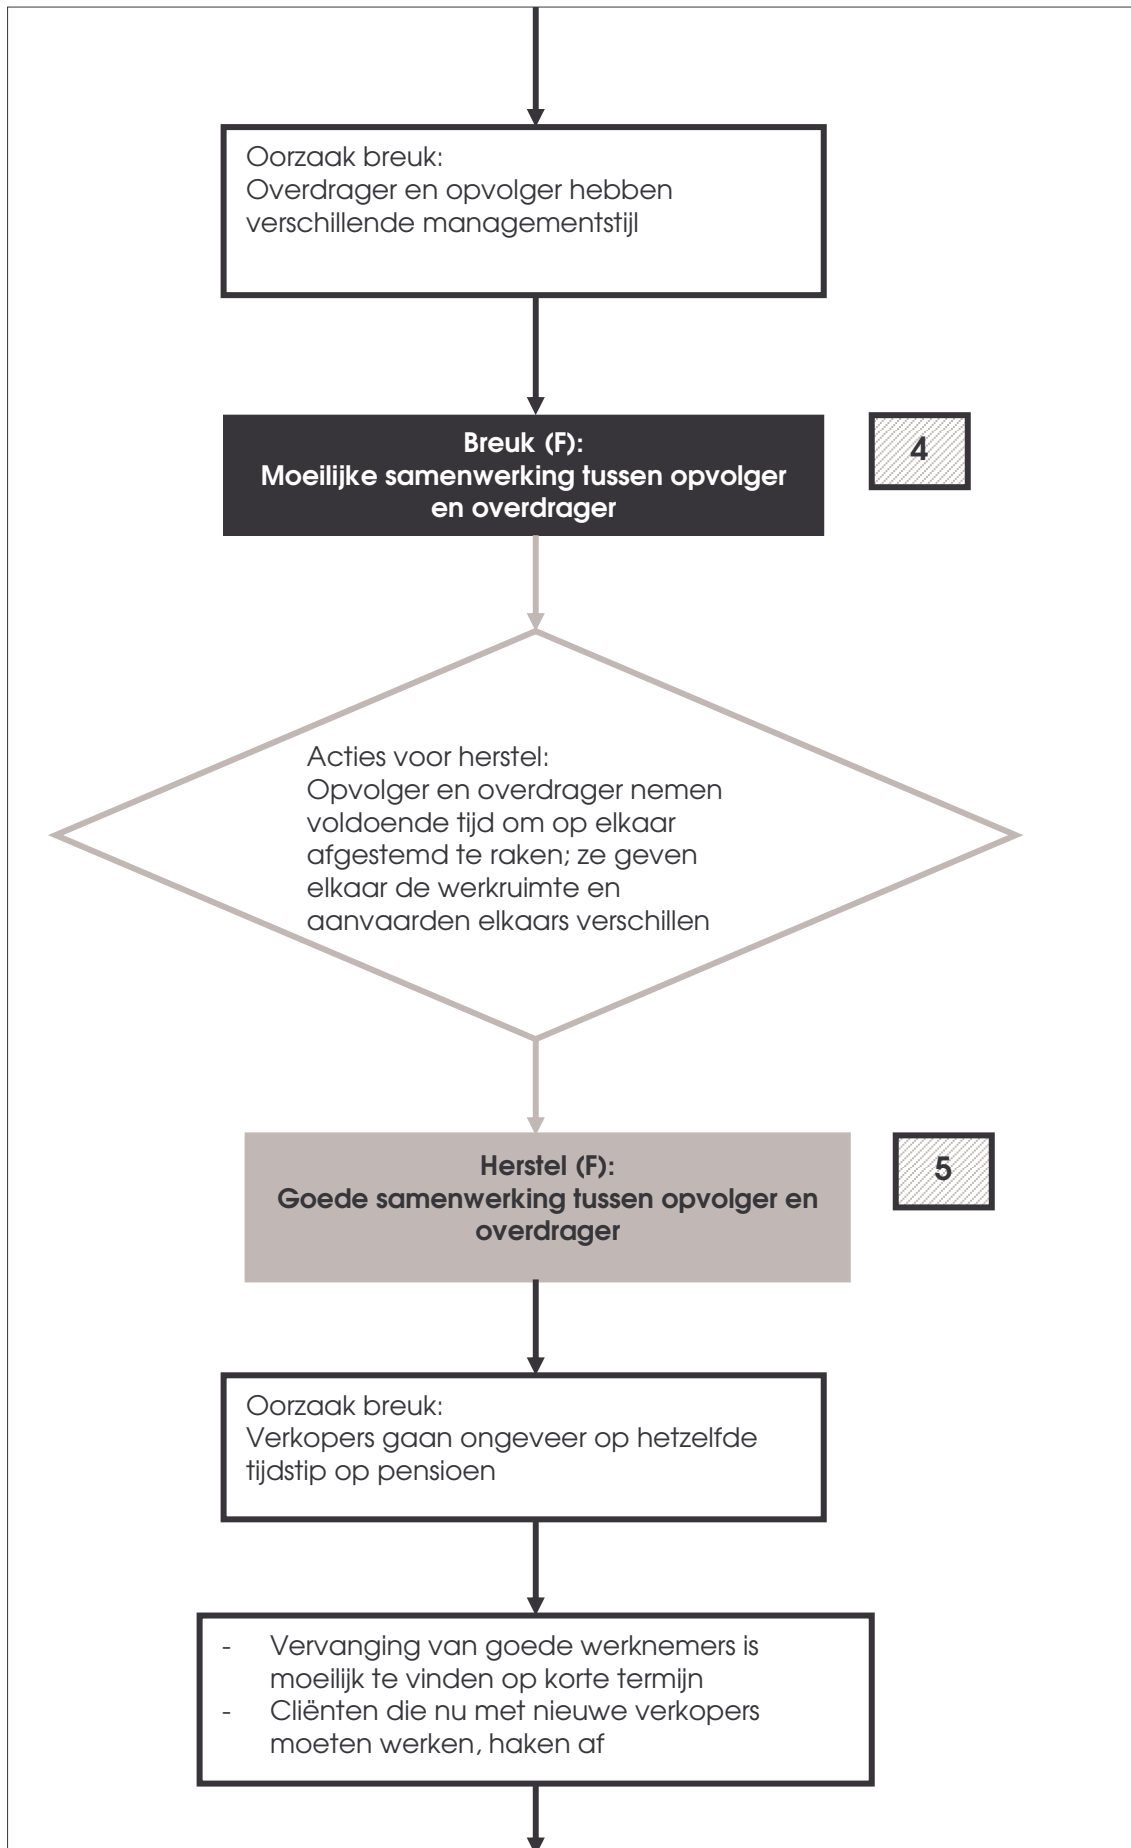 Oorzaak breuk:
Overdrager en opvolger hebben
verschillende managementstijl
Breuk (F):
Moeilijke samenwerking tussen opvolger
en overdrager
4
Acties voor herstel:
Opvolger en overdrager nemen
voldoende tijd om op elkaar
afgestemd te raken; ze geven
elkaar de werkruimte en
aanvaarden elkaars verschillen
Herstel (F):
Goede samenwerking tussen opvolger en
overdrager
5
Oorzaak breuk:
Verkopers gaan ongeveer op hetzelfde
tijdstip op pensioen
- Vervanging van goede werknemers is
moeilijk te vinden op korte termijn
- Cliënten die nu met nieuwe verkopers
moeten werken, haken af